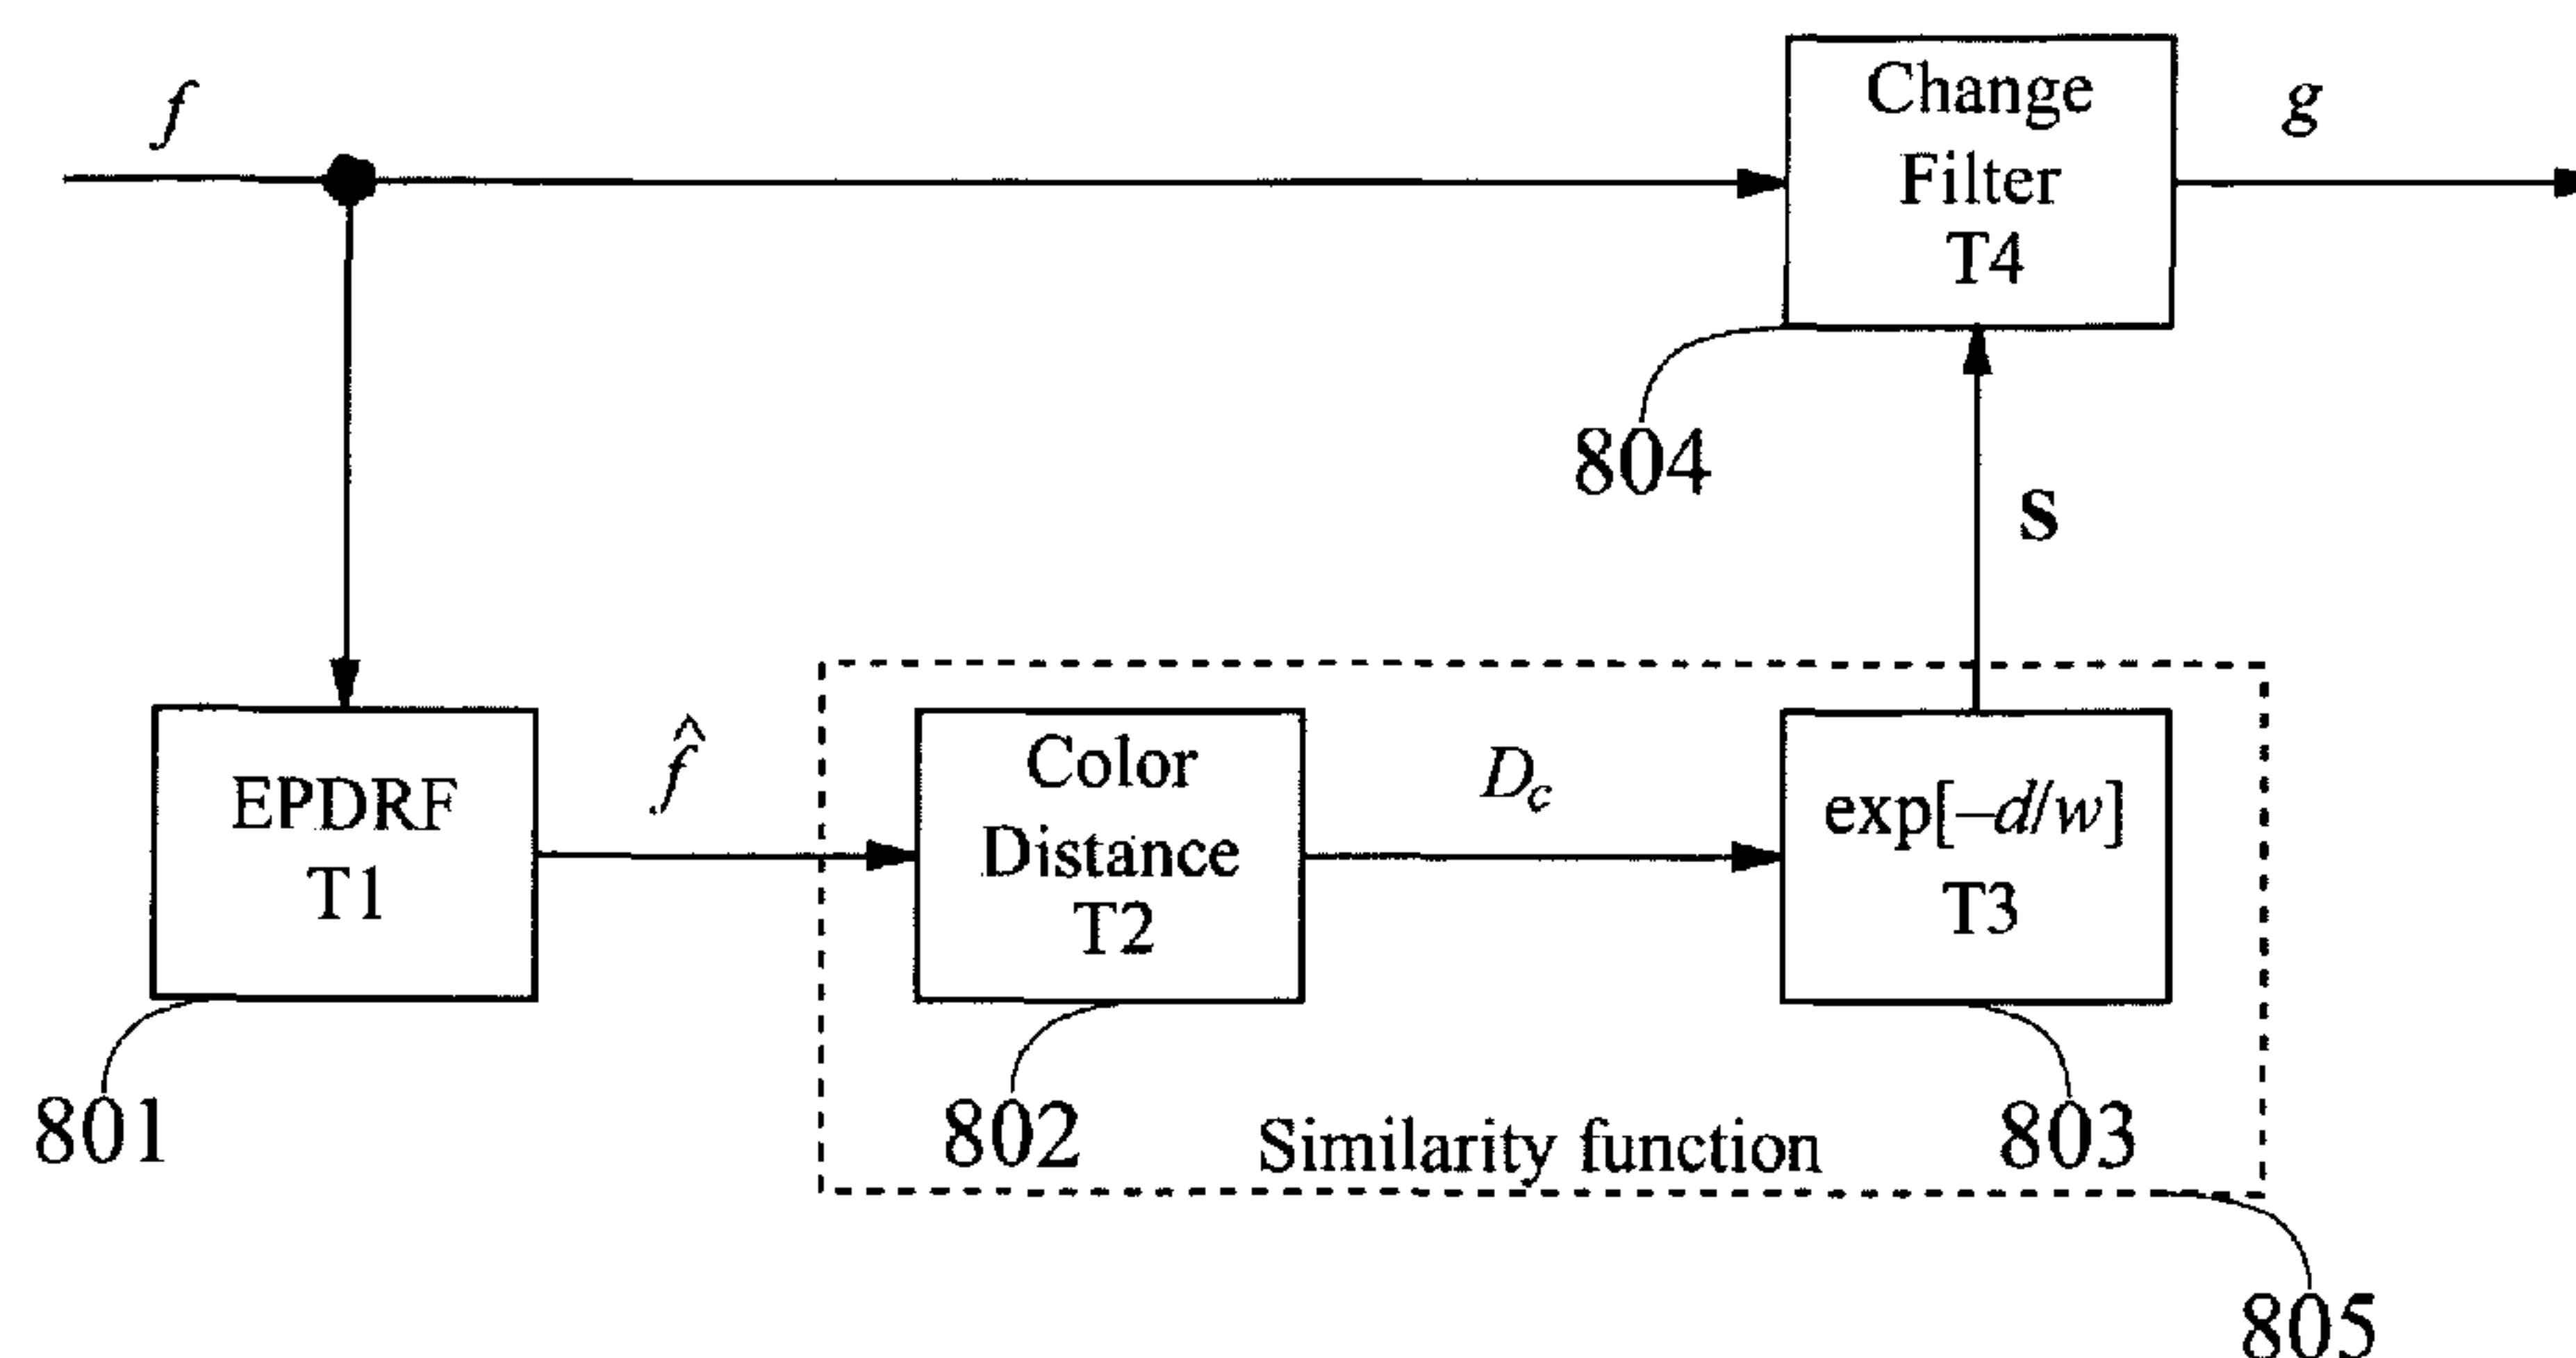 f
Change
Filter
T4
g
804
S
EPDRF
T1
f̂
Color
Distance
T2
D_c
exp[–d/w]
T3
801
802
Similarity function
803
805